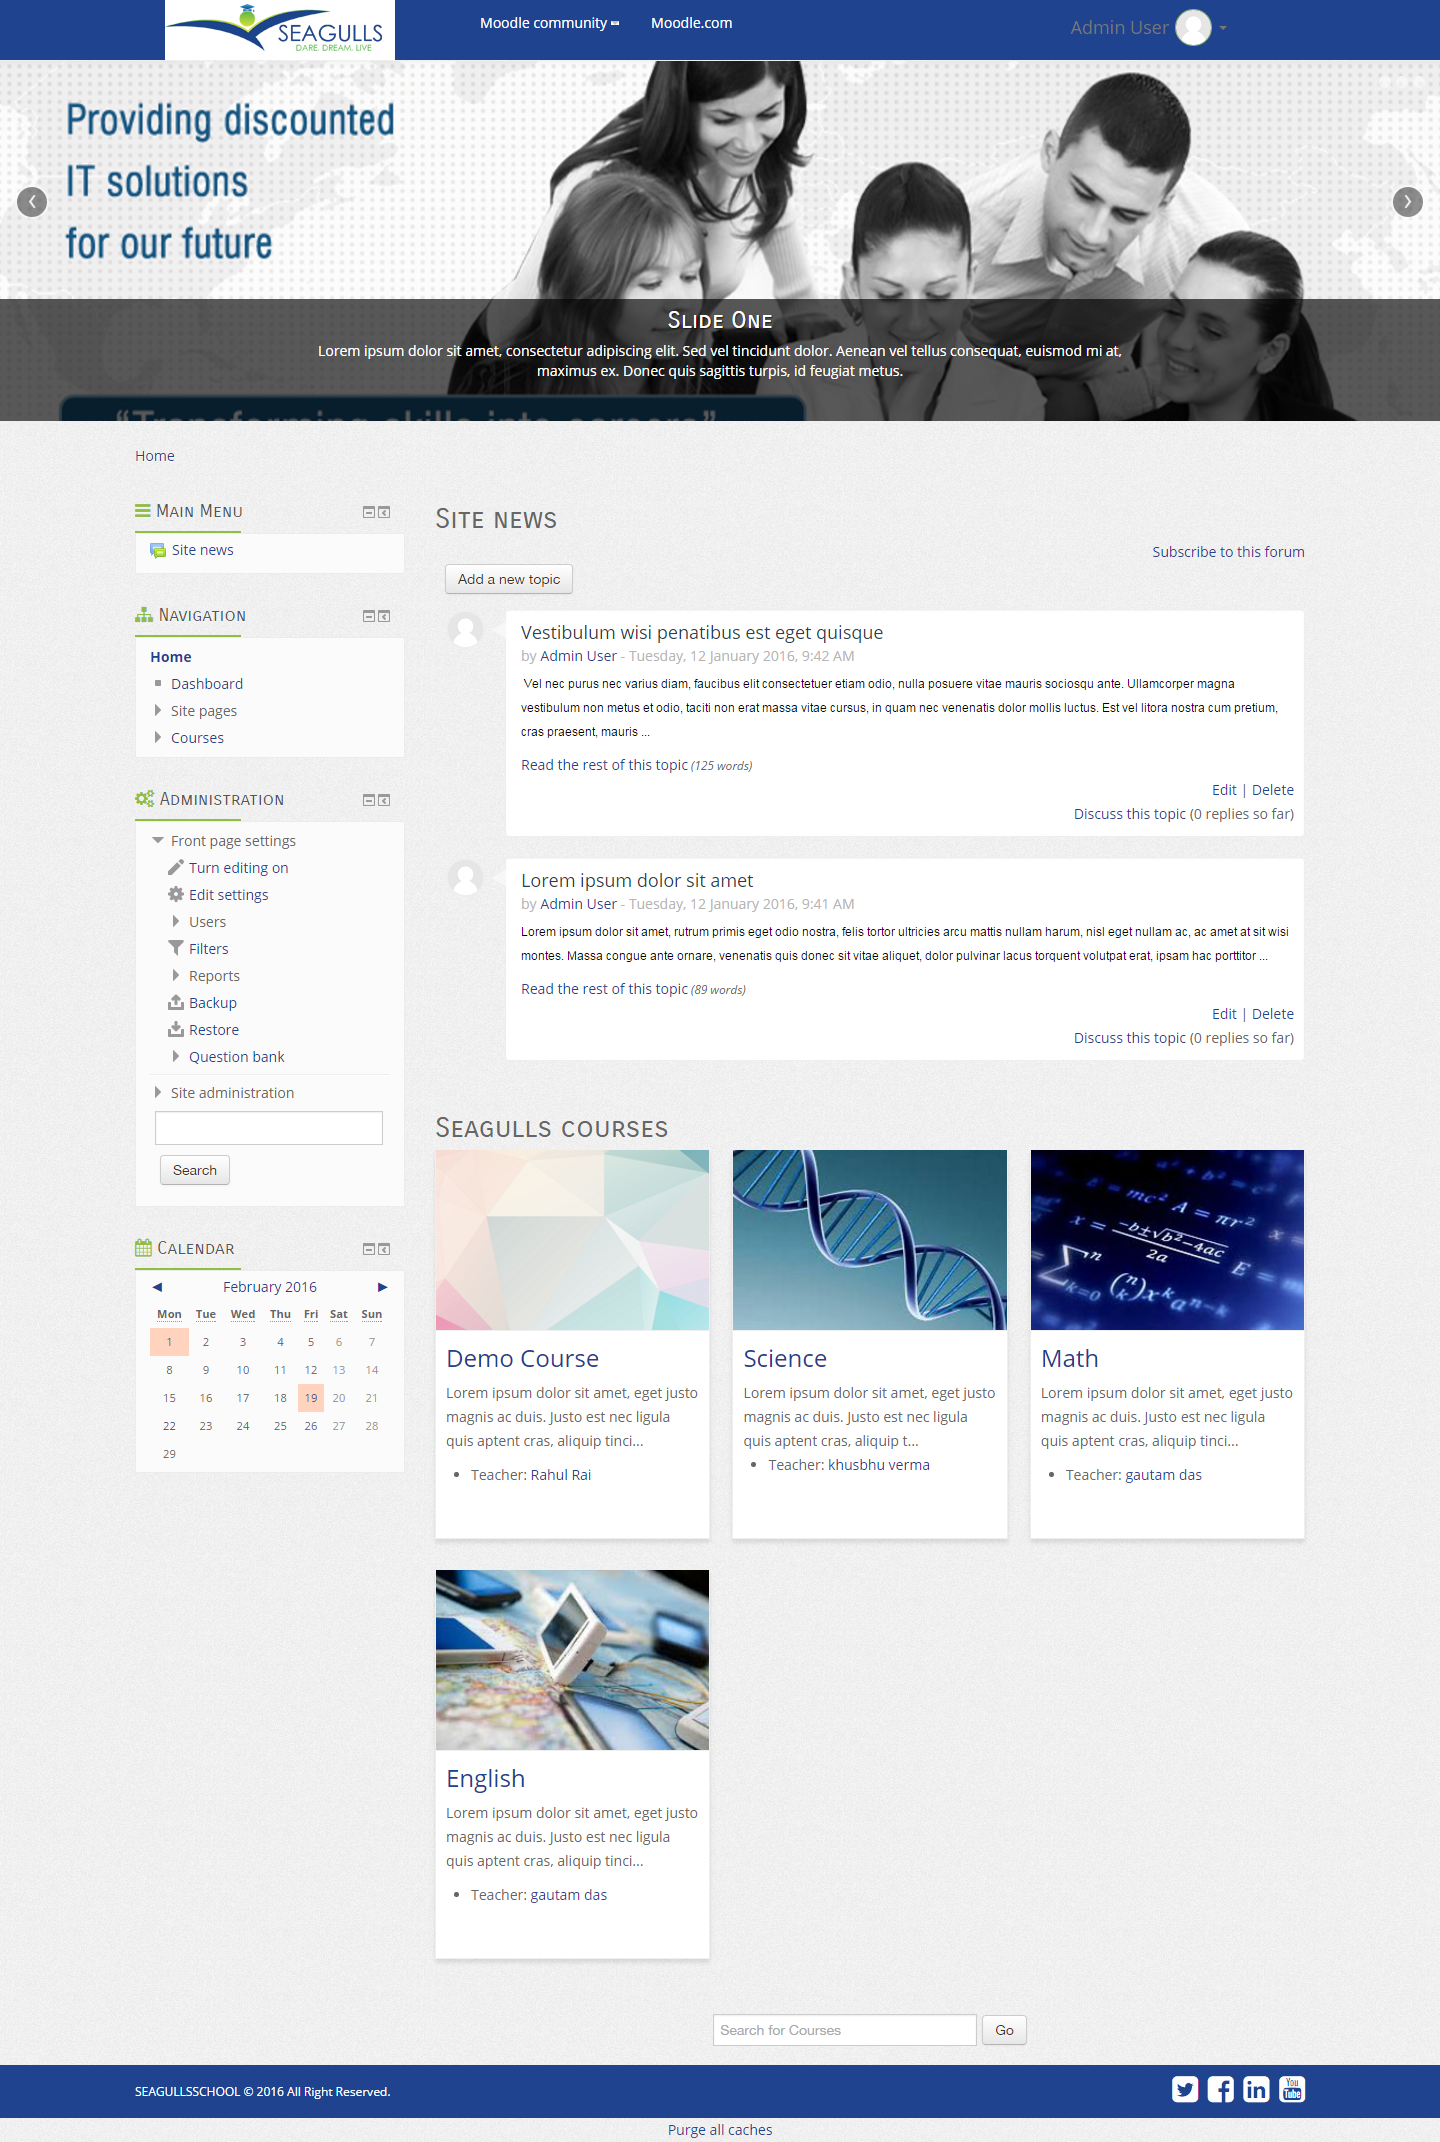 SEAGULLS
DARE. DREAM. LIVE
Moodle community
Moodle.com
Admin User
Providing discounted
IT solutions
for our future
Slide One
Lorem ipsum dolor sit amet, consectetur adipiscing elit. Sed vel tincidunt dolor. Aenean vel tellus consequat, euismod mi at,
maximus ex. Donec quis sagittis turpis, id feugiat metus.
“Transforming skills into careers”
Home
Main Menu
Site news
Navigation
Home
Dashboard
Site pages
Courses
Administration
Front page settings
Turn editing on
Edit settings
Users
Filters
Reports
Backup
Restore
Question bank
Site administration
Search
Calendar
◄ February 2016 ►
Mon Tue Wed Thu Fri Sat Sun
1 2 3 4 5 6 7
8 9 10 11 12 13 14
15 16 17 18 19 20 21
22 23 24 25 26 27 28
29
Site news
Subscribe to this forum
Add a new topic
Vestibulum wisi penatibus est eget quisque
by Admin User - Tuesday, 12 January 2016, 9:42 AM
Vel nec purus nec varius diam, faucibus elit consectetuer etiam odio, nulla posuere vitae mauris sociosqu ante. Ullamcorper magna
vestibulum non metus et odio, taciti non erat massa vitae cursus, in quam nec venenatis dolor mollis luctus. Est vel litora nostra cum pretium,
cras praesent, mauris ...
Read the rest of this topic (125 words)
Edit | Delete
Discuss this topic (0 replies so far)
Lorem ipsum dolor sit amet
by Admin User - Tuesday, 12 January 2016, 9:41 AM
Lorem ipsum dolor sit amet, rutrum primis eget odio nostra, felis tortor ultricies arcu mattis nullam harum, nisl eget nullam ac, ac amet at sit wisi
montes. Massa congue ante ornare, venenatis quis donec sit vitae aliquet, dolor pulvinar lacus torquent volutpat erat, ipsam hac porttitor ...
Read the rest of this topic (89 words)
Edit | Delete
Discuss this topic (0 replies so far)
Seagulls courses
Demo Course
Lorem ipsum dolor sit amet, eget justo
magnis ac duis. Justo est nec ligula
quis aptent cras, aliquip tinci...
Teacher: Rahul Rai
Science
Lorem ipsum dolor sit amet, eget justo
magnis ac duis. Justo est nec ligula
quis aptent cras, aliquip t...
Teacher: khusbhu verma
Math
Lorem ipsum dolor sit amet, eget justo
magnis ac duis. Justo est nec ligula
quis aptent cras, aliquip tinci...
Teacher: gautam das
English
Lorem ipsum dolor sit amet, eget justo
magnis ac duis. Justo est nec ligula
quis aptent cras, aliquip tinci...
Teacher: gautam das
Search for Courses
Go
SEAGULLSSCHOOL © 2016 All Right Reserved.
You
Tube
Purge all caches